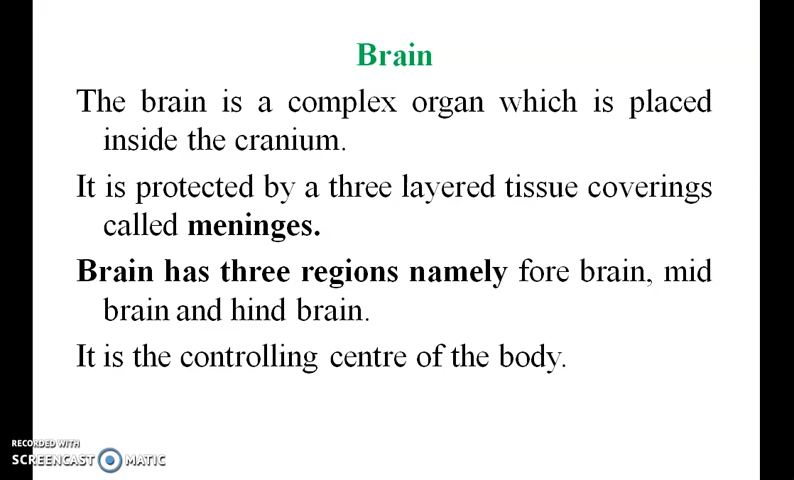 Brain
The brain is a complex organ which is placed
inside the cranium.
It is protected by a three layered tissue coverings
called meninges.
Brain has three regions namely fore brain, mid
brain and hind brain.
It is the controlling centre of the body.
RECORDED WITH
SCREENCAST MATIC